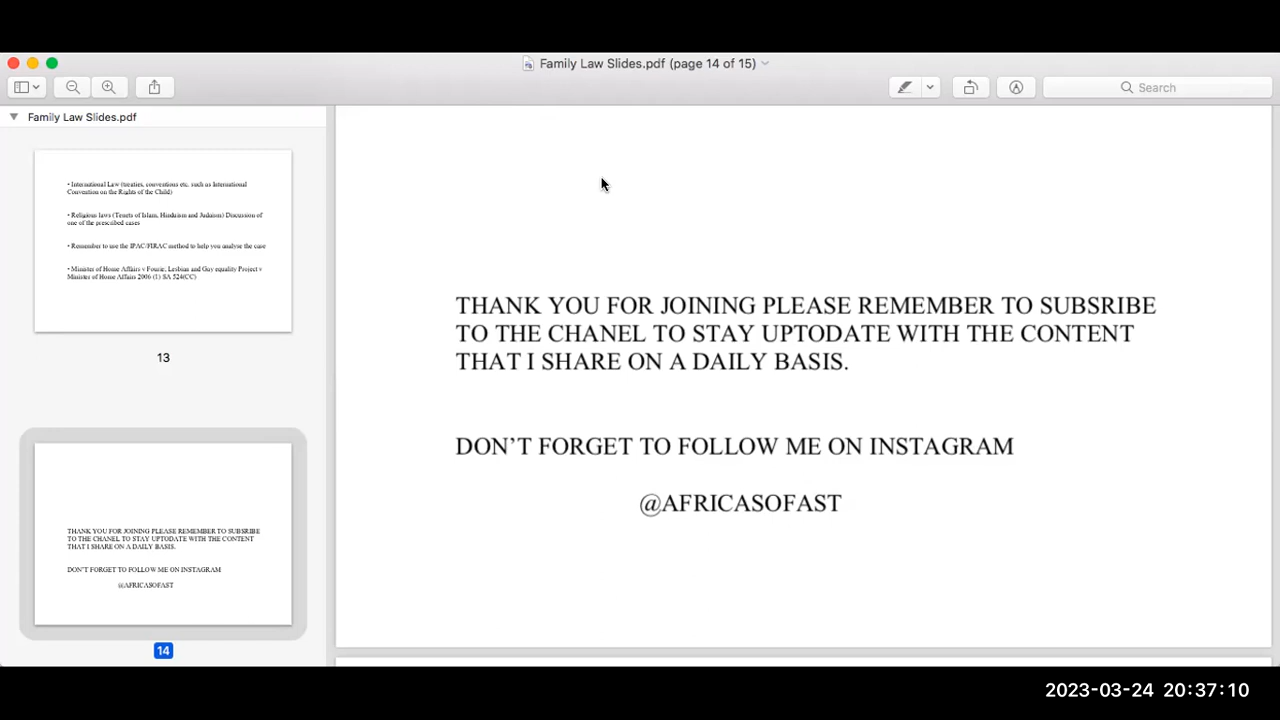 Family Law Slides.pdf (page 14 of 15)
Search
Family Law Slides.pdf
• International Law (treaties, conventions etc. such as International
Convention on the Rights of the Child)
• Religious laws (Tenets of Islam, Hinduism and Judaism) Discussion of
one of the prescribed cases
• Remember to use the IPAC/FIRAC method to help you analyse the case
• Minister of Home Affairs v Fourie; Lesbian and Gay equality Project v
Minister of Home Affairs 2006 (1) SA 524(CC)
13
THANK YOU FOR JOINING PLEASE REMEMBER TO SUBSRIBE
TO THE CHANEL TO STAY UPTODATE WITH THE CONTENT
THAT I SHARE ON A DAILY BASIS.
DON'T FORGET TO FOLLOW ME ON INSTAGRAM
@AFRICASOFAST
14
THANK YOU FOR JOINING PLEASE REMEMBER TO SUBSRIBE
TO THE CHANEL TO STAY UPTODATE WITH THE CONTENT
THAT I SHARE ON A DAILY BASIS.
DON’T FORGET TO FOLLOW ME ON INSTAGRAM
@AFRICASOFAST
2023-03-24 20:37:10